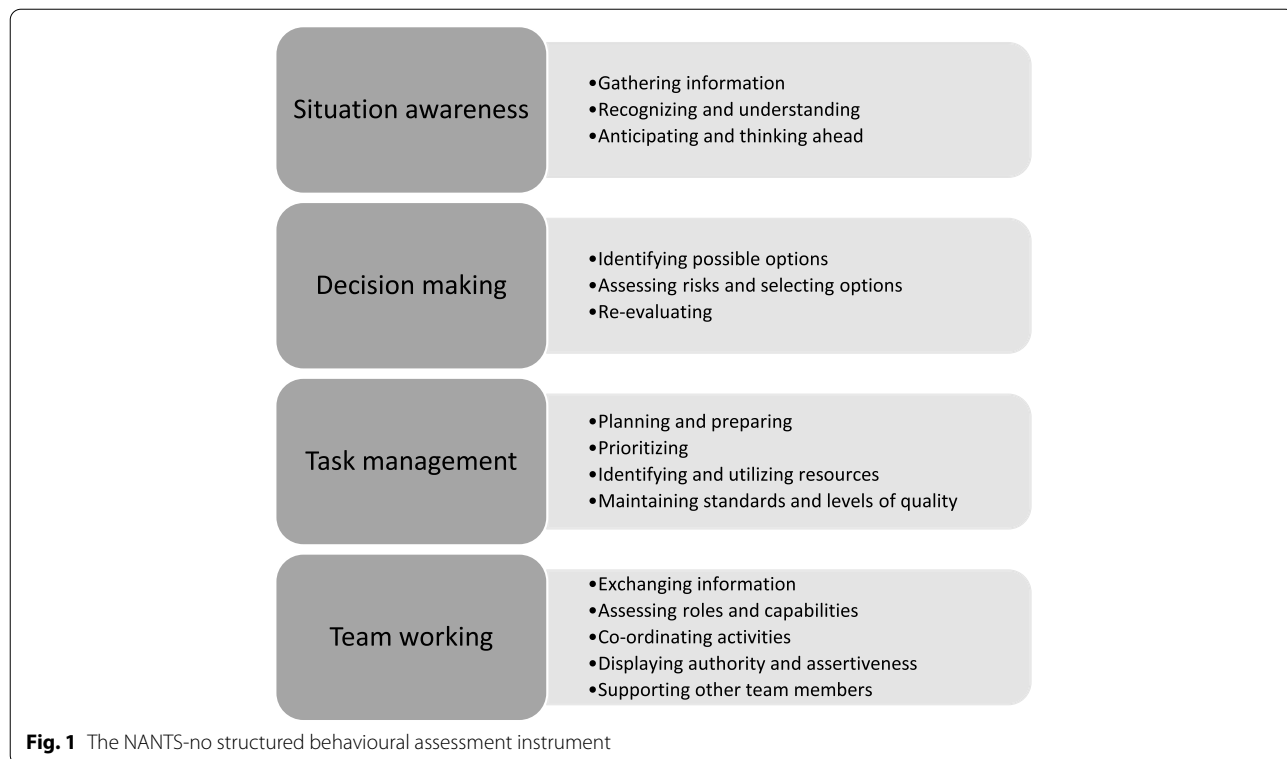 Situation awareness
•Gathering information
•Recognizing and understanding
•Anticipating and thinking ahead
Decision making
•Identifying possible options
•Assessing risks and selecting options
•Re-evaluating
Task management
•Planning and preparing
•Prioritizing
•Identifying and utilizing resources
•Maintaining standards and levels of quality
Team working
•Exchanging information
•Assessing roles and capabilities
•Co-ordinating activities
•Displaying authority and assertiveness
•Supporting other team members
Fig. 1 The NANTS-no structured behavioural assessment instrument